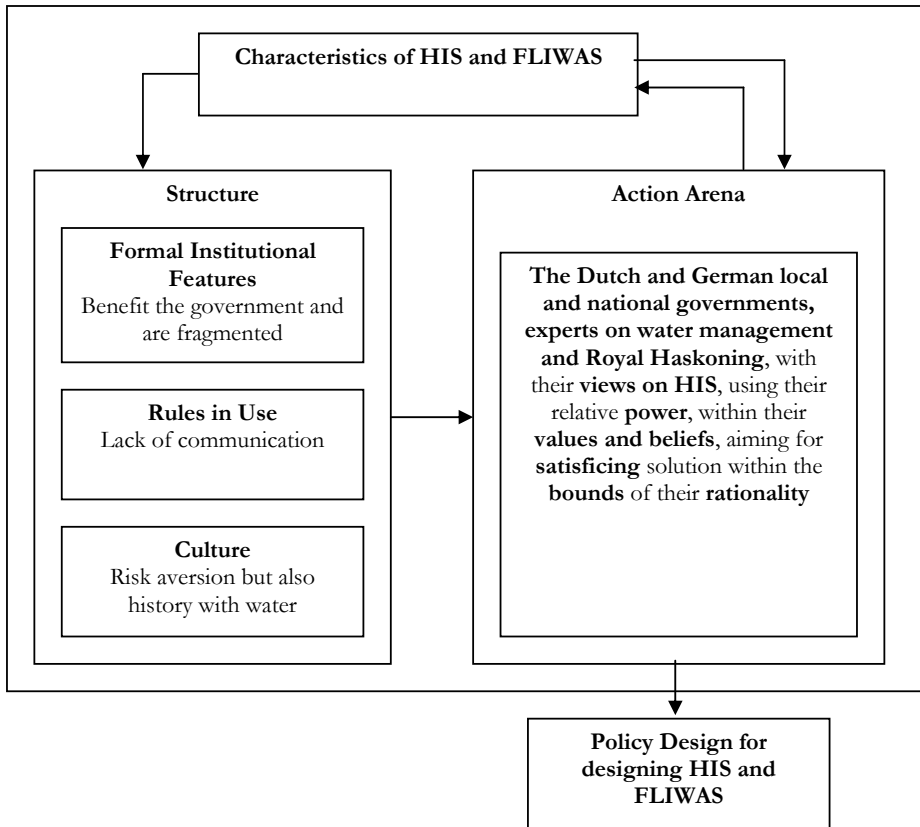 Characteristics of HIS and FLIWAS
Structure
Formal Institutional
Features
Benefit the government and
are fragmented
Rules in Use
Lack of communication
Culture
Risk aversion but also
history with water
Action Arena
The Dutch and German local
and national governments,
experts on water management
and Royal Haskoning, with
their views on HIS, using their
relative power, within their
values and beliefs, aiming for
satisficing solution within the
bounds of their rationality
Policy Design for
designing HIS and
FLIWAS